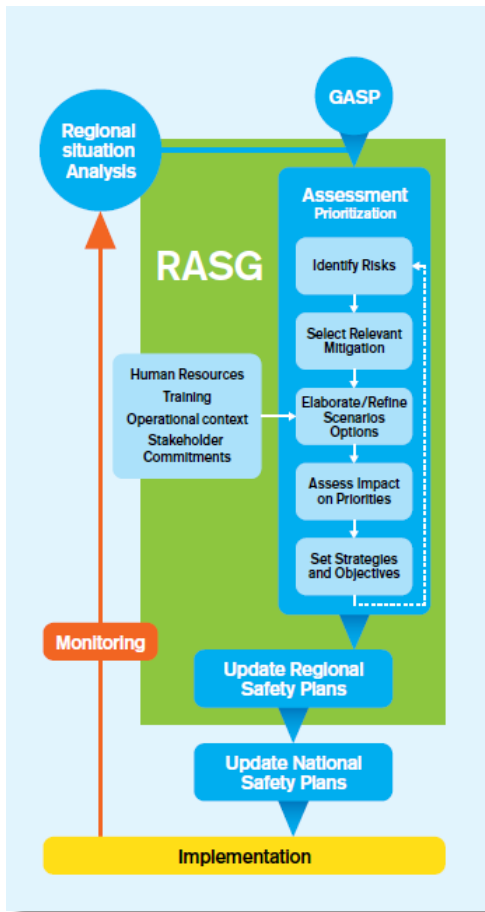 GASP
Regional
situation
Analysis
Assessment
Prioritization
RASG
Identify Risks
Select Relevant
Mitigation
Human Resources
Training
Operational context
Stakeholder
Commitments
Elaborate/Refine
Scenarios
Options
Assess Impact
on Priorities
Set Strategies
and Objectives
Monitoring
Update Regional
Safety Plans
Update National
Safety Plans
Implementation